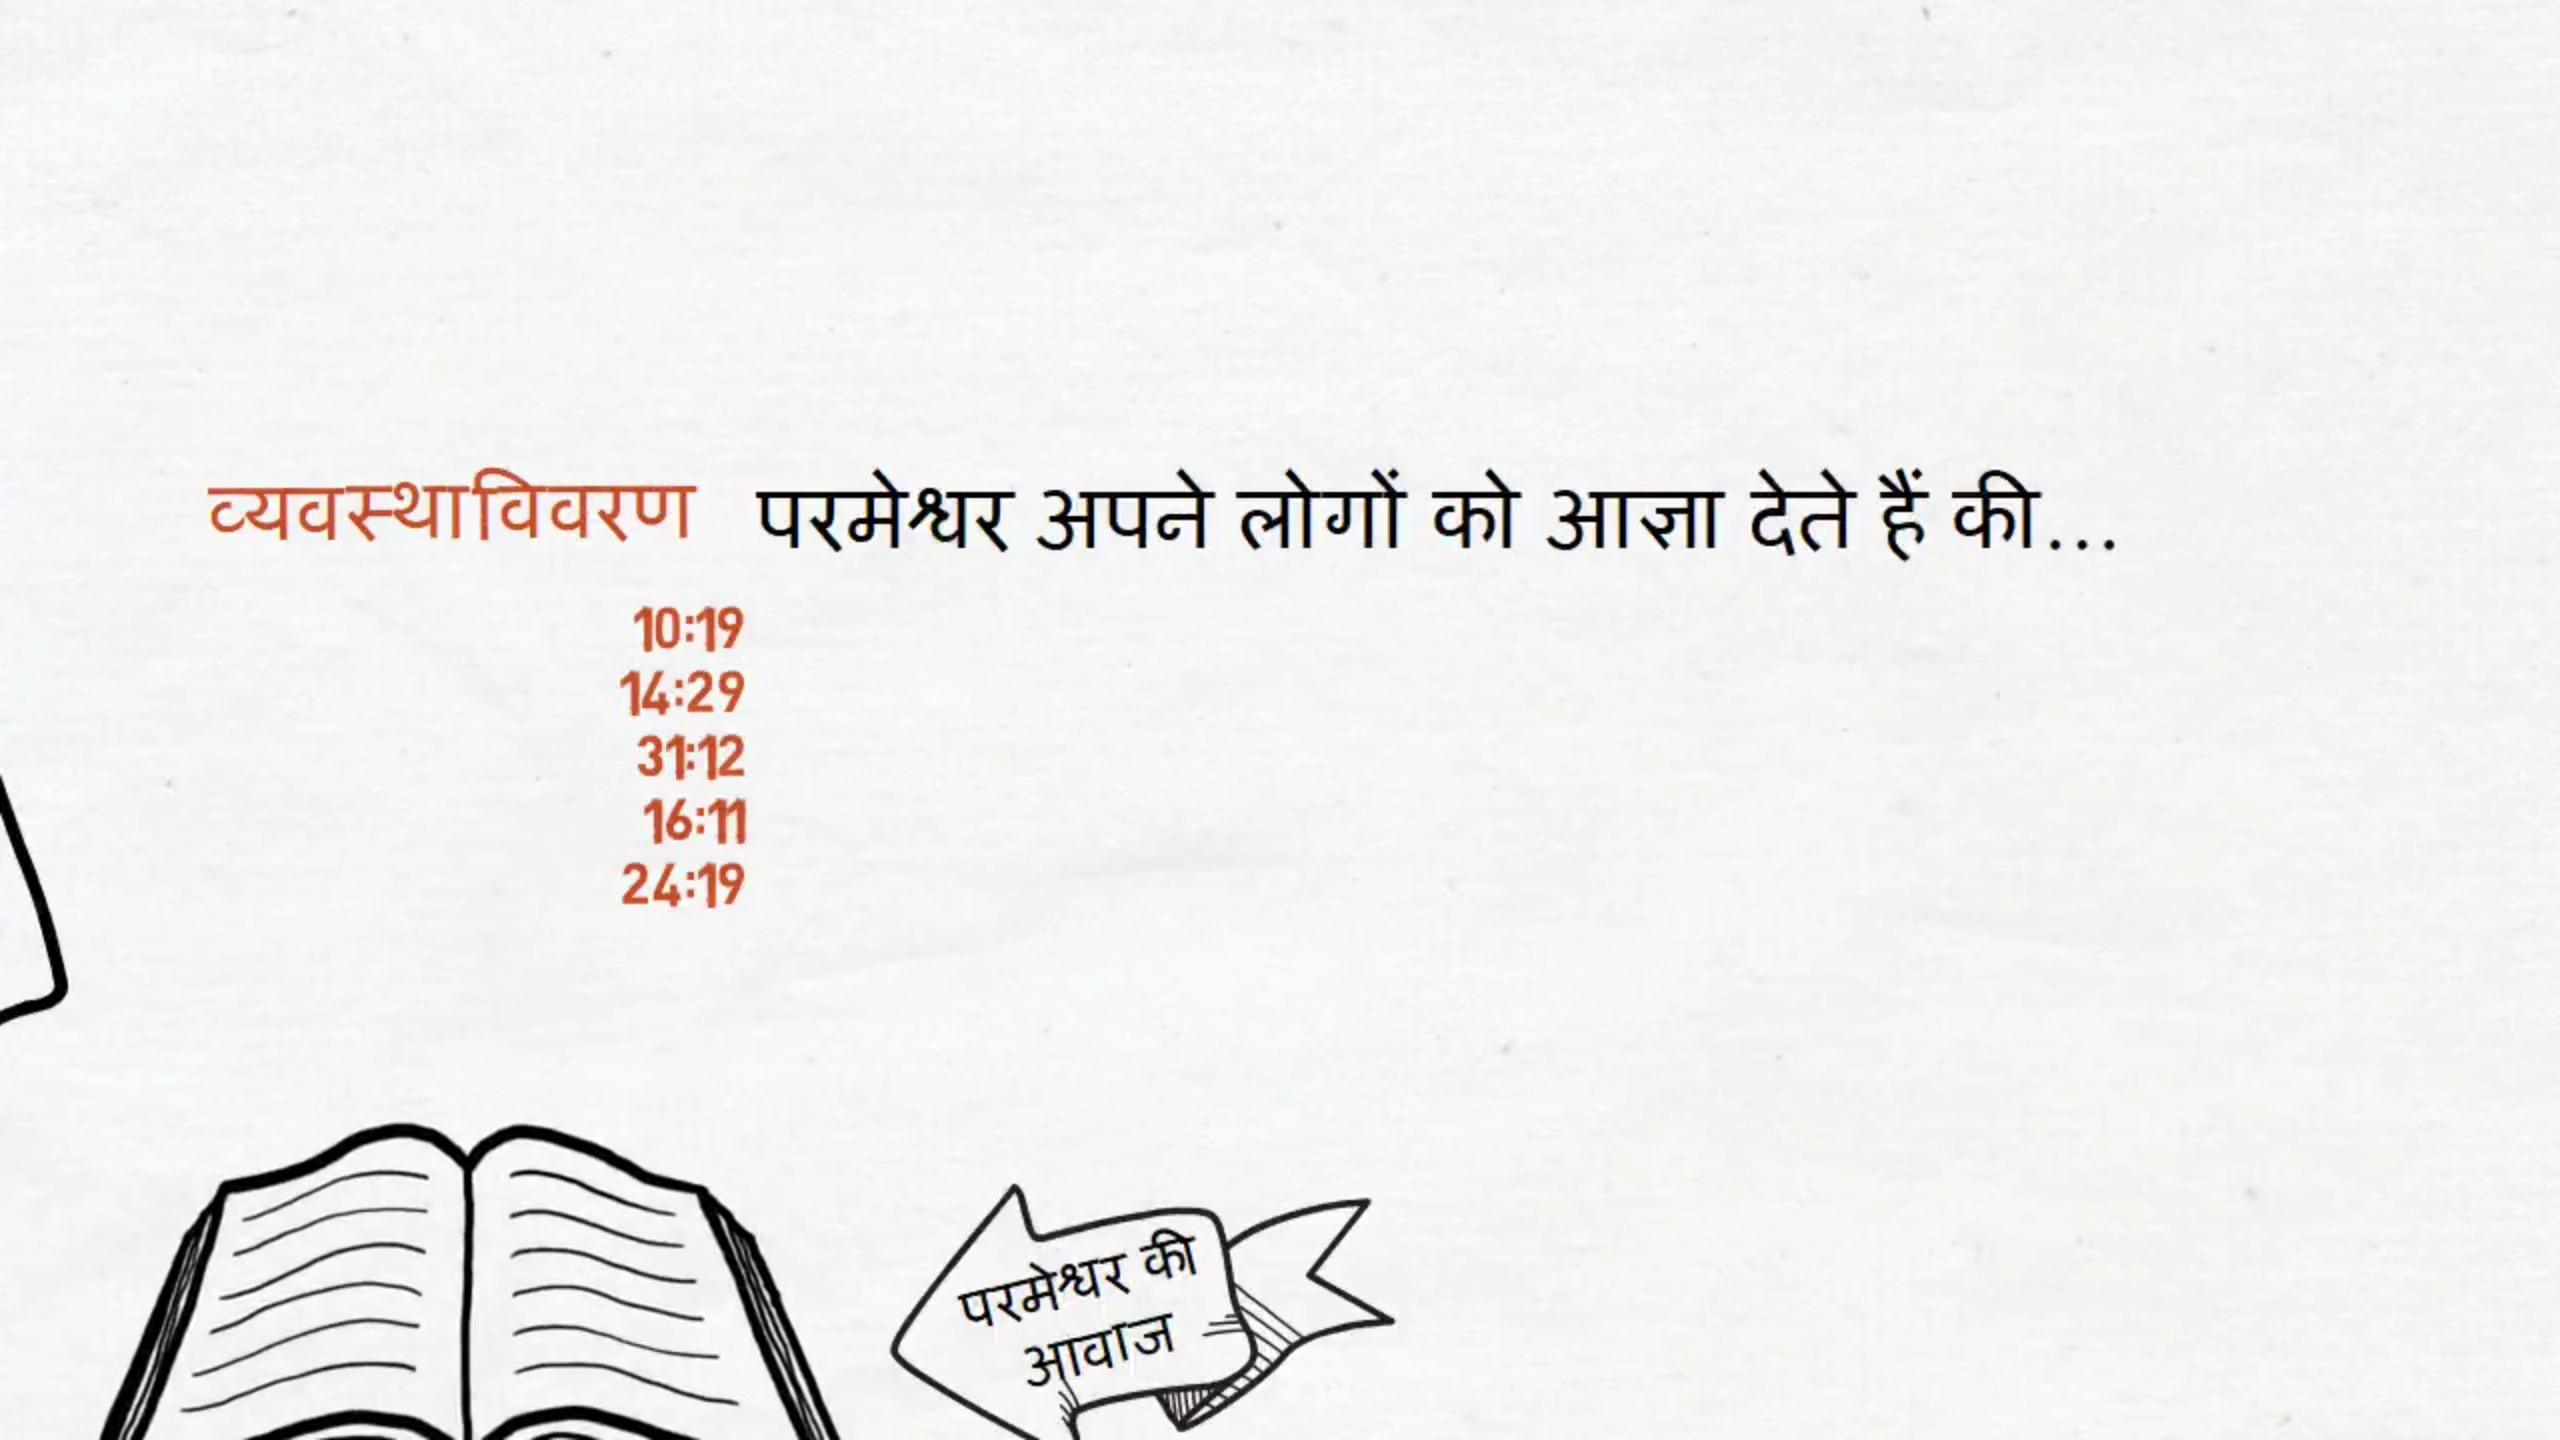 व्यवस्थाविवरण परमेश्वर अपने लोगों को आज्ञा देते हैं की...
10:19
14:29
31:12
16:11
24:19
परमेश्वर की
आवाज